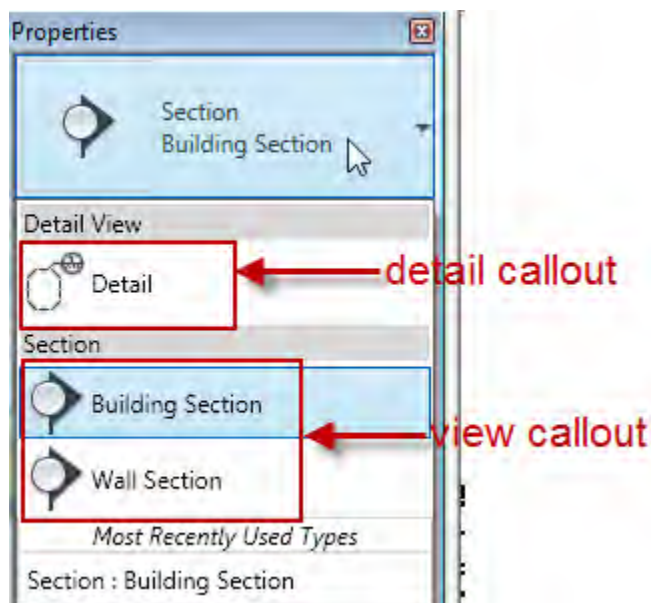 Properties
Section
Building Section
Detail View
Detail
detail callout
Section
Building Section
view callout
Wall Section
Most Recently Used Types
Section : Building Section